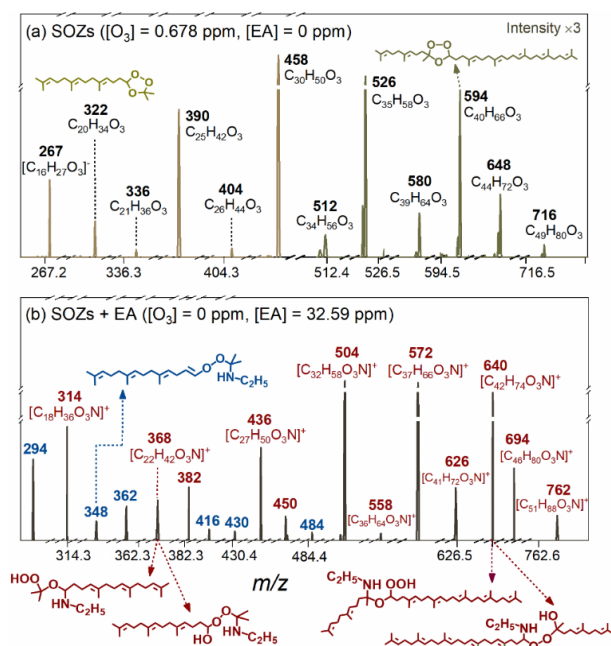 (a) SOZs ([O₃] = 0.678 ppm, [EA] = 0 ppm)
Intensity ×3
458
C₃₀H₅₀O₃
526
C₃₅H₅₈O₃
594
C₄₀H₆₆O₃
322
C₂₀H₃₄O₃
390
C₂₅H₄₂O₃
267
[C₁₆H₂₇O₃]⁻
336
C₂₁H₃₆O₃
404
C₂₆H₄₄O₃
512
C₃₄H₅₆O₃
580
C₃₉H₆₄O₃
648
C₄₄H₇₂O₃
716
C₄₉H₈₀O₃
O O O
O O O
267.2 336.3 404.3 512.4 526.5 594.5 716.5
(b) SOZs + EA ([O₃] = 0 ppm, [EA] = 32.59 ppm)
O O
HN C₂H₅
504
[C₃₂H₅₈O₃N]⁺
572
[C₃₇H₆₆O₃N]⁺
640
[C₄₂H₇₄O₃N]⁺
314
[C₁₈H₃₆O₃N]⁺
368
[C₂₂H₄₂O₃N]⁺
436
[C₂₇H₅₀O₃N]⁺
694
[C₄₆H₈₀O₃N]⁺
626
[C₄₁H₇₂O₃N]⁺
762
[C₅₁H₈₈O₃N]⁺
558
[C₃₆H₆₄O₃N]⁺
294 348 362 382 416 430 450 484
314.3 362.3 382.3 430.4 484.4 626.5 762.6
m/z
HOO
O
HN C₂H₅
O O
OH HN C₂H₅
C₂H₅
NH OOH
O
HO
C₂H₅ NH
O O